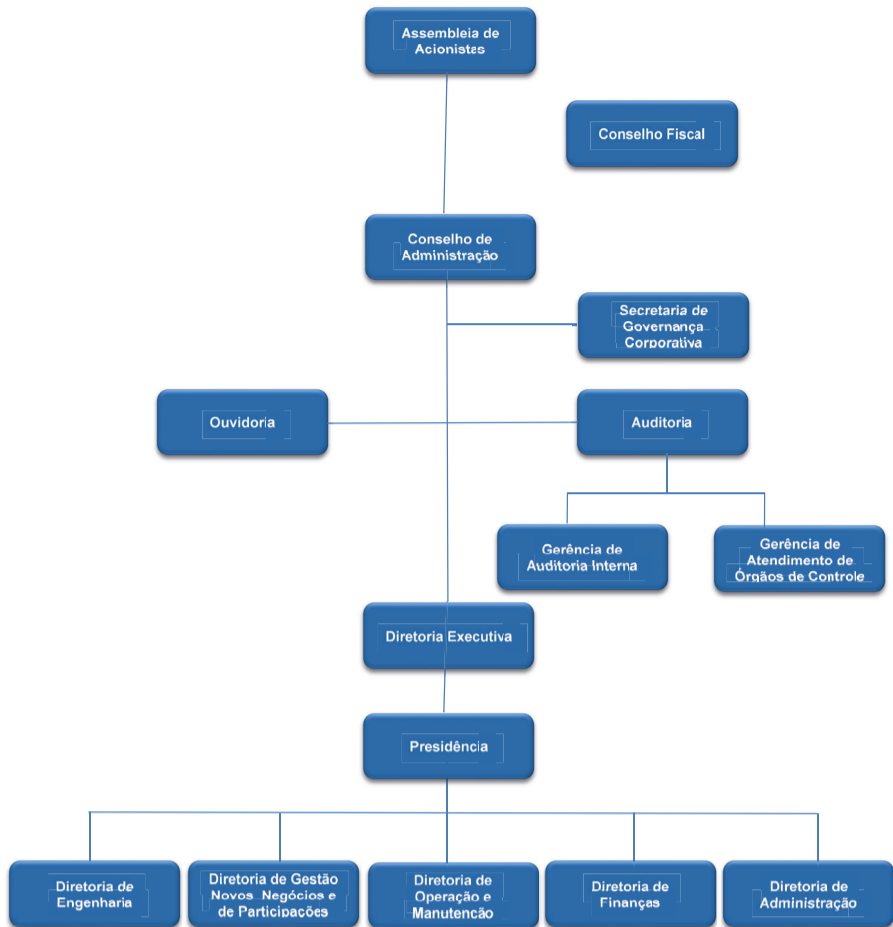 Assembleia de
Acionistas
Conselho Fiscal
Conselho de
Administração
Secretaria de
Governança
Corporativa
Ouvidoria
Auditoria
Gerência de
Auditoria Interna
Gerência de
Atendimento de
Órgãos de Controle
Diretoria Executiva
Presidência
Diretoria de
Engenharia
Diretoria de Gestão
Novos Negócios e
de Participações
Diretoria de
Operação e
Manutenção
Diretoria de
Finanças
Diretoria de
Administração